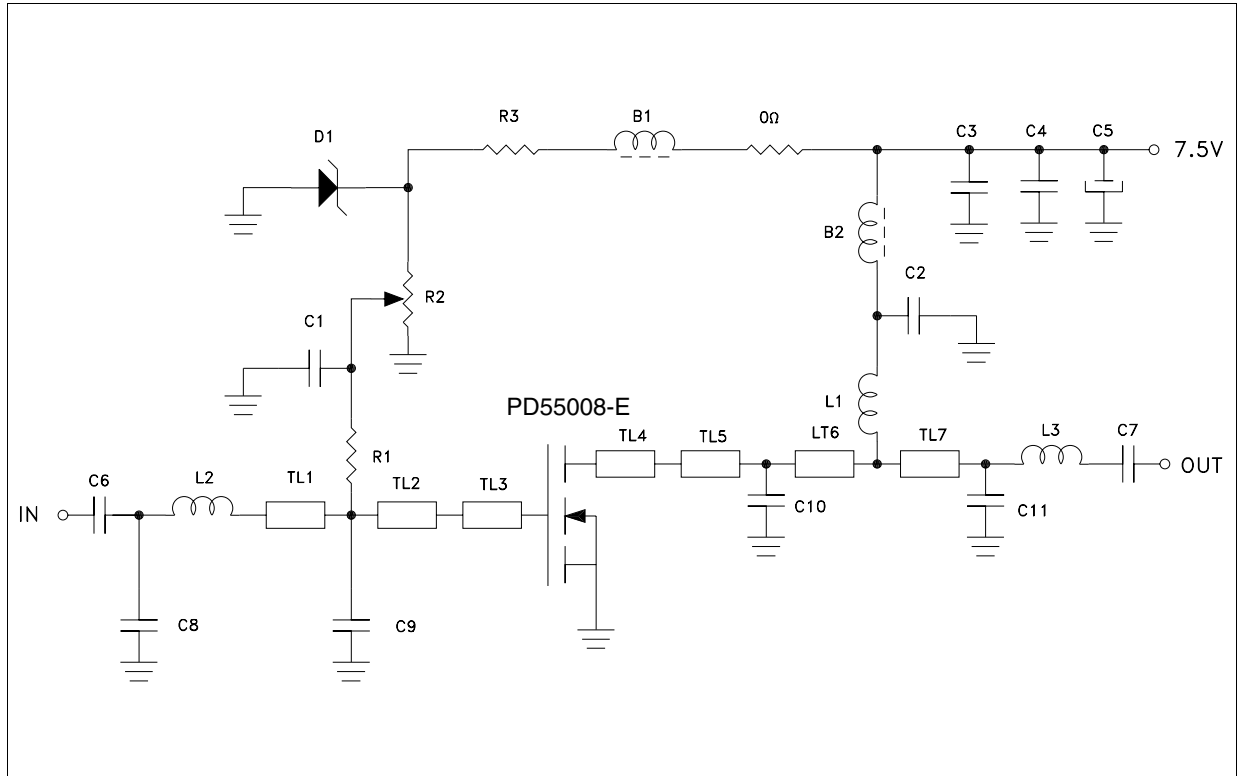 R3
B1
0Ω
C3
C4
C5
D1
7.5V
B2
C2
R2
C1
L1
PD55008-E
TL4
TL5
LT6
TL7
L3
C7
OUT
R1
C6
L2
TL1
TL2
TL3
IN
C10
C11
C8
C9